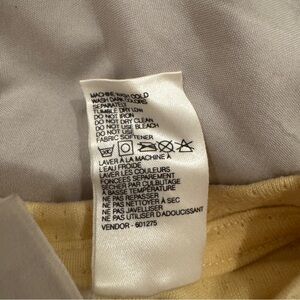 MACHINE WASH COLD
WASH DARK COLORS
SEPARATELY
TUMBLE DRY LOW
DO NOT IRON
DO NOT DRY CLEAN
DO NOT USE BLEACH
DO NOT USE
FABRIC SOFTENER
LAVER À LA MACHINE À
L'EAU FROIDE
LAVER LES COULEURS
FONCÉES SÉPARÉMENT
SÉCHER PAR CULBUTAGE
À BASSE TEMPÉRATURE
NE PAS REPASSER
NE PAS NETTOYER À SEC
NE PAS JAVELLISER
NE PAS UTILISER D'ADOUCISSANT
VENDOR - 601275